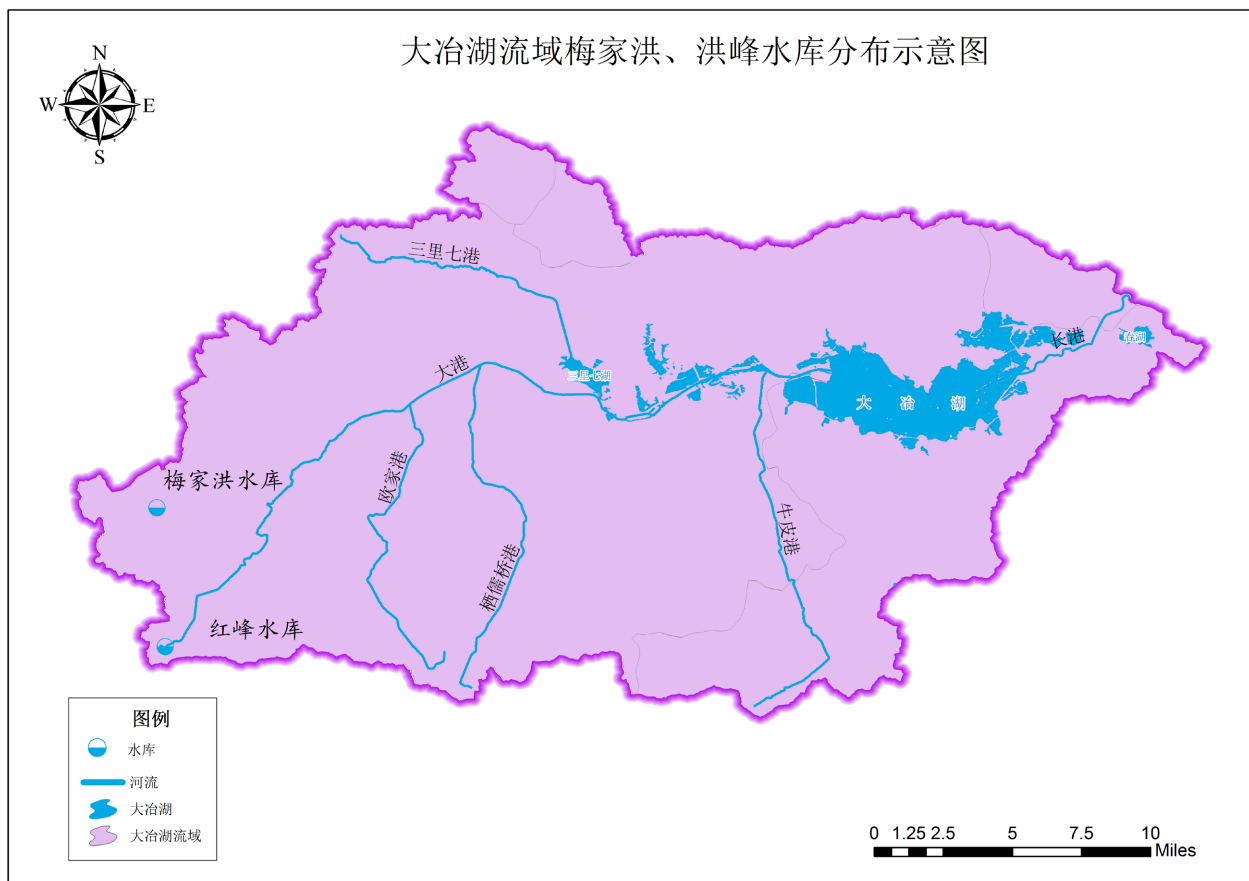 大冶湖流域梅家洪、洪峰水库分布示意图
N
W
E
S
三里七港
长港
大港
三里七湖
大冶湖
梅家洪水库
欧家港
牛皮港
栖儒桥港
红峰水库
图例
水库
河流
大冶湖
大冶湖流域
0 1.25 2.5 5 7.5 10
Miles